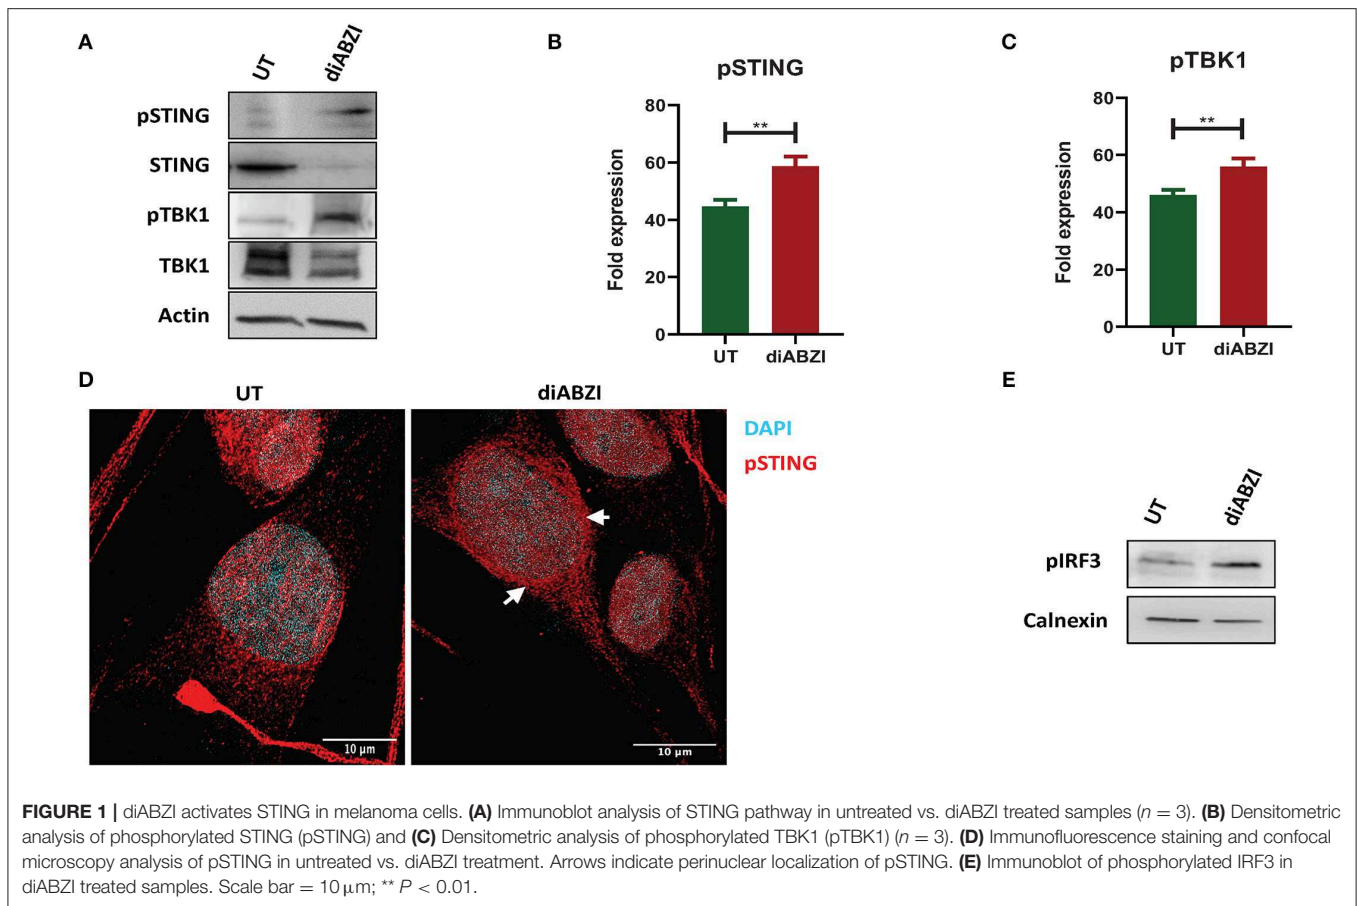 A
UT
diABZI
pSTING
STING
pTBK1
TBK1
Actin
B
pSTING
Fold expression
80
60
40
20
0
**
UT
diABZI
C
pTBK1
Fold expression
80
60
40
20
0
**
UT
diABZI
D
UT
diABZI
DAPI
pSTING
10 μm
10 μm
E
UT
diABZI
pIRF3
Calnexin
FIGURE 1 | diABZI activates STING in melanoma cells. (A) Immunoblot analysis of STING pathway in untreated vs. diABZI treated samples (n = 3). (B) Densitometric
analysis of phosphorylated STING (pSTING) and (C) Densitometric analysis of phosphorylated TBK1 (pTBK1) (n = 3). (D) Immunofluorescence staining and confocal
microscopy analysis of pSTING in untreated vs. diABZI treatment. Arrows indicate perinuclear localization of pSTING. (E) Immunoblot of phosphorylated IRF3 in
diABZI treated samples. Scale bar = 10 μm; ** P < 0.01.